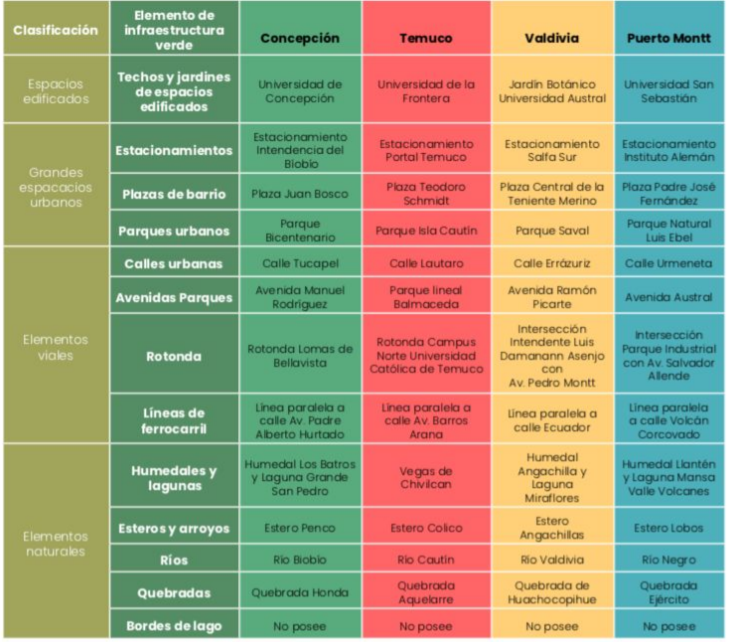 Clasificación
Elemento de
infraestructura
verde
Concepción
Temuco
Valdivia
Puerto Montt
Espacios
edificados
Techos y jardines
de espacios
edificados
Universidad de
Concepción
Universidad de la
Frontera
Jardín Botánico
Universidad Austral
Universidad San
Sebastián
Grandes
espacacios
urbanos
Estacionamientos
Estacionamiento
Intendencia del
Biobío
Estacionamiento
Portal Temuco
Estacionamiento
Salfa Sur
Estacionamiento
Instituto Alemán
Plazas de barrio
Plaza Juan Bosco
Plaza Teodoro
Schmidt
Plaza Central de la
Teniente Merino
Plaza Padre José
Fernández
Parques urbanos
Parque
Bicentenario
Parque Isla Cautín
Parque Saval
Parque Natural
Luis Ebel
Elementos
viales
Calles urbanas
Calle Tucapel
Calle Lautaro
Calle Errázuriz
Calle Urmeneta
Avenidas Parques
Avenida Manuel
Rodríguez
Parque lineal
Balmaceda
Avenida Ramón
Picarte
Avenida Austral
Rotonda
Rotonda Lomas de
Bellavista
Rotonda Campus
Norte Universidad
Católica de Temuco
Intersección
Intendente Luis
Damanann Asenjo
con
Av. Pedro Montt
Intersección
Parque Industrial
con Av. Salvador
Allende
Líneas de
ferrocarril
Línea paralela a
calle Av. Padre
Alberto Hurtado
Línea paralela a
calle Av. Barros
Arana
Línea paralela a
calle Ecuador
Línea paralela
a calle Volcán
Corcovado
Elementos
naturales
Humedales y
lagunas
Humedal Los Batros
y Laguna Grande
San Pedro
Vegas de
Chivilcan
Humedal
Angachilla y
Laguna
Miraflores
Humedal Llantén
y Laguna Mansa
Valle Volcanes
Esteros y arroyos
Estero Penco
Estero Colico
Estero
Angachillas
Estero Lobos
Ríos
Río Biobío
Río Cautín
Río Valdivia
Río Negro
Quebradas
Quebrada Honda
Quebrada
Aquelarre
Quebrada de
Huachocopihue
Quebrada
Ejército
Bordes de lago
No posee
No posee
No posee
No posee